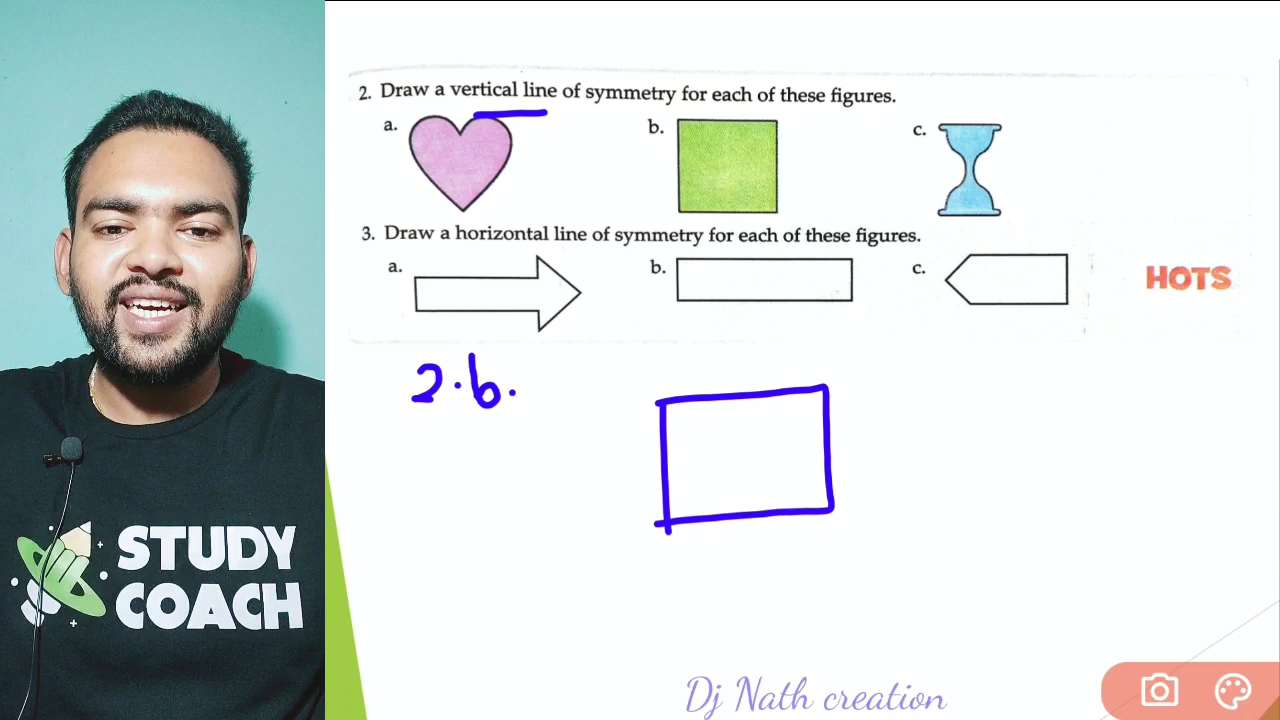 2. Draw a vertical line of symmetry for each of these figures.
a. b. c.
3. Draw a horizontal line of symmetry for each of these figures.
a. b. c.
HOTS
2.b.
STUDY
COACH
Dj Nath creation